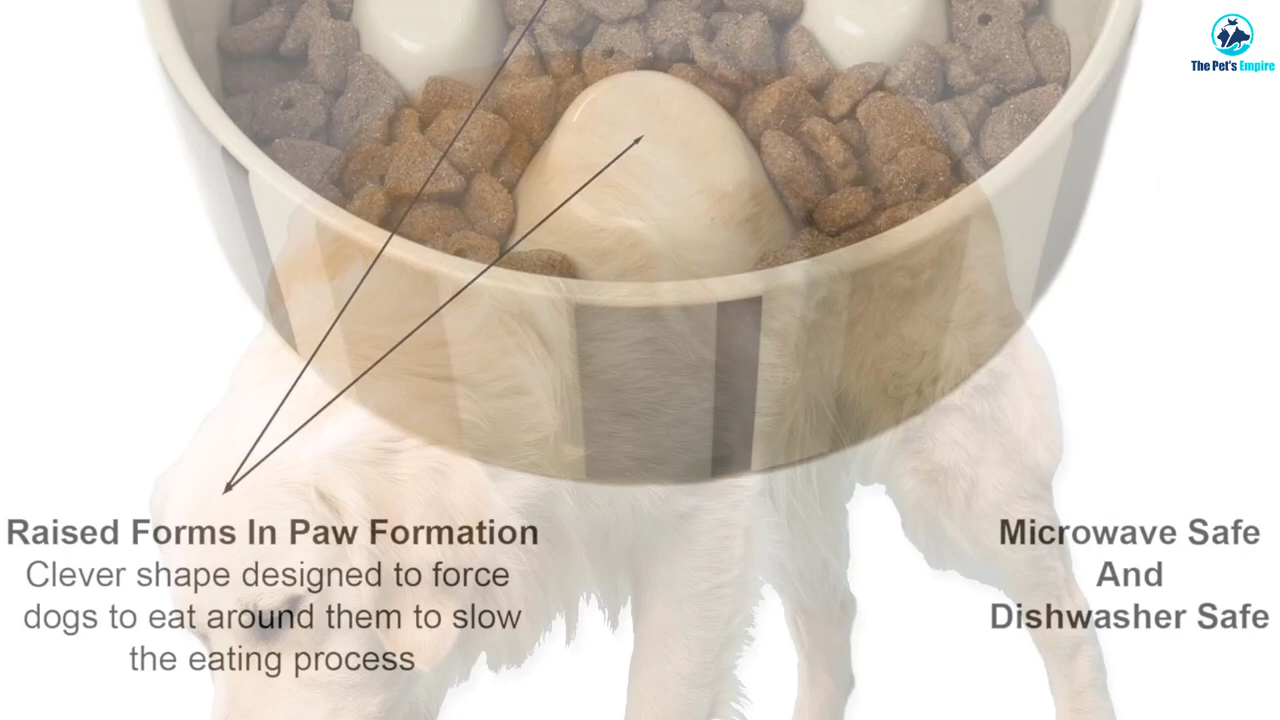 The Pet's Empire
Raised Forms In Paw Formation
Clever shape designed to force
dogs to eat around them to slow
the eating process
Microwave Safe
And
Dishwasher Safe